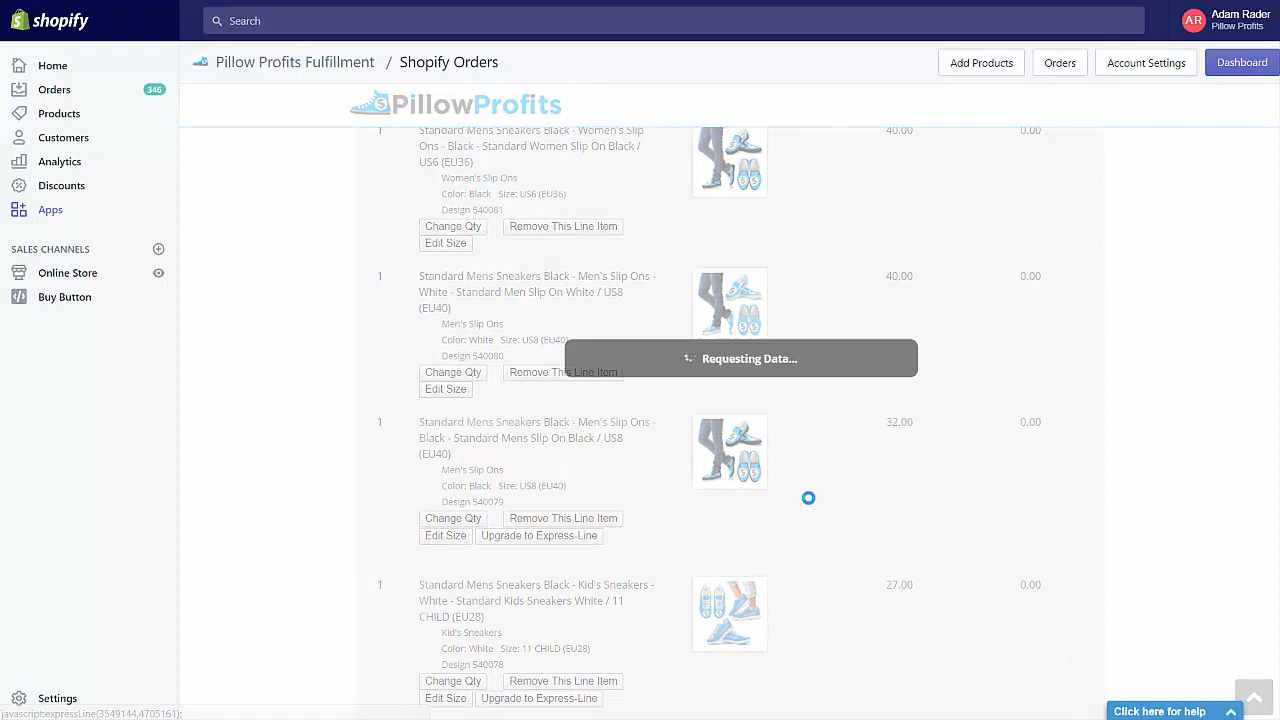 shopify
Search
AR
Adam Rader
Pillow Profits
Home
Orders 346
Products
Customers
Analytics
Discounts
Apps
SALES CHANNELS
Online Store
Buy Button
Settings
Pillow Profits Fulfillment / Shopify Orders
Add Products Orders Account Settings Dashboard
PillowProfits
1 Standard Mens Sneakers Black - Women's Slip 40.00 0.00
Ons - Black - Standard Women Slip On Black /
US6 (EU36)
Women's Slip Ons
Color: Black Size: US6 (EU36)
Design 540081
Change Qty Remove This Line Item
Edit Size
1 Standard Mens Sneakers Black - Men's Slip Ons - 40.00 0.00
White - Standard Men Slip On White / US8
(EU40)
Men's Slip Ons
Color: White Size: US8 (EU40)
Design 540080
Requesting Data...
Change Qty Remove This Line Item
Edit Size
1 Standard Mens Sneakers Black - Men's Slip Ons - 32.00 0.00
Black - Standard Mens Slip On Black / US8
(EU40)
Men's Slip Ons
Color: Black Size: US8 (EU40)
Design 540079
Change Qty Remove This Line Item
Edit Size Upgrade to Express-Line
1 Standard Mens Sneakers Black - Kid's Sneakers - 27.00 0.00
White - Standard Kids Sneakers White / 11
CHILD (EU28)
Kid's Sneakers
Color: White Size: 11 CHILD (EU28)
Design 540078
Change Qty Remove This Line Item
Edit Size Upgrade to Express-Line
javascript:expressLine(3549144,4705161);
Click here for help